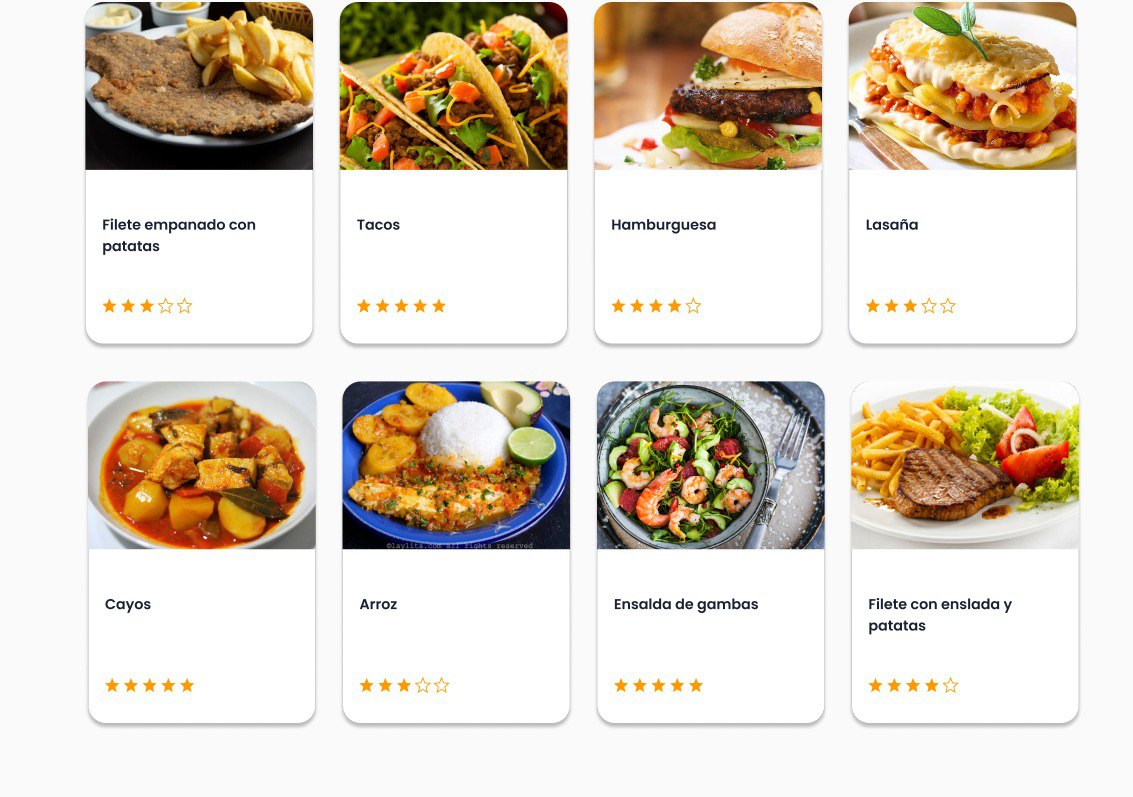 Filete empanado con
patatas
Tacos
Hamburguesa
Lasaña
©laylita.com all rights reserved
Cayos
Arroz
Ensalda de gambas
Filete con enslada y
patatas